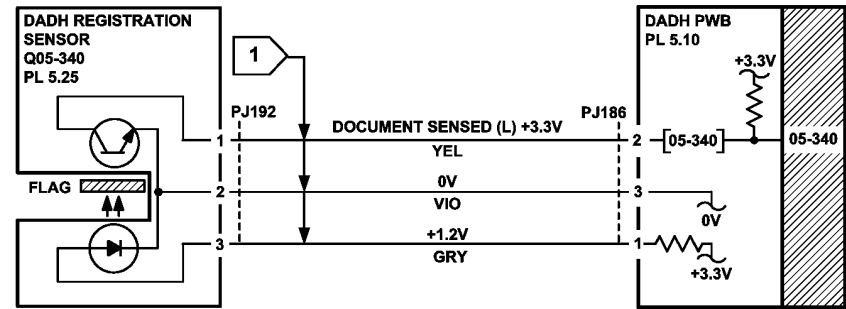 DADH REGISTRATION
SENSOR
Q05-340
PL 5.25
1
DADH PWB
PL 5.10
+3.3V
PJ192
PJ186
DOCUMENT SENSED (L) +3.3V
1
2
[05-340]
05-340
YEL
FLAG
0V
2
3
VIO
0V
+1.2V
3
1
GRY
+3.3V